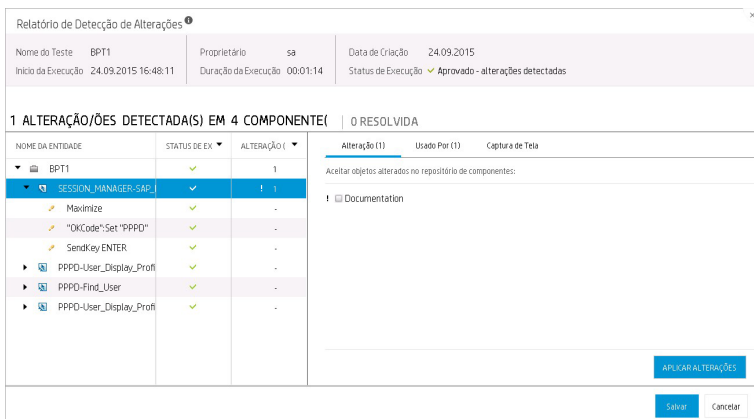 Relatório de Detecção de Alterações
Nome do Teste BPT1 Proprietário sa Data de Criação 24.09.2015
Início da Execução 24.09.2015 16:48:11 Duração da Execução 00:01:14 Status de Execução Aprovado - alterações detectadas
1 ALTERAÇÃO/ÕES DETECTADA(S) EM 4 COMPONENTE( | 0 RESOLVIDA
NOME DA ENTIDADE STATUS DE EX ALTERAÇÃO ( Alteração (1) Usado Por (1) Captura de Tela
BPT1 1
Aceitar objetos alterados no repositório de componentes:
SESSION_MANAGER-SAP_ ! 1
! Documentation
Maximize -
"OKCode":Set "PPPD" -
SendKey ENTER -
PPPD-User_Display_Profi -
PPPD-Find_User -
PPPD-User_Display_Profi -
APLICAR ALTERAÇÕES
Salvar Cancelar